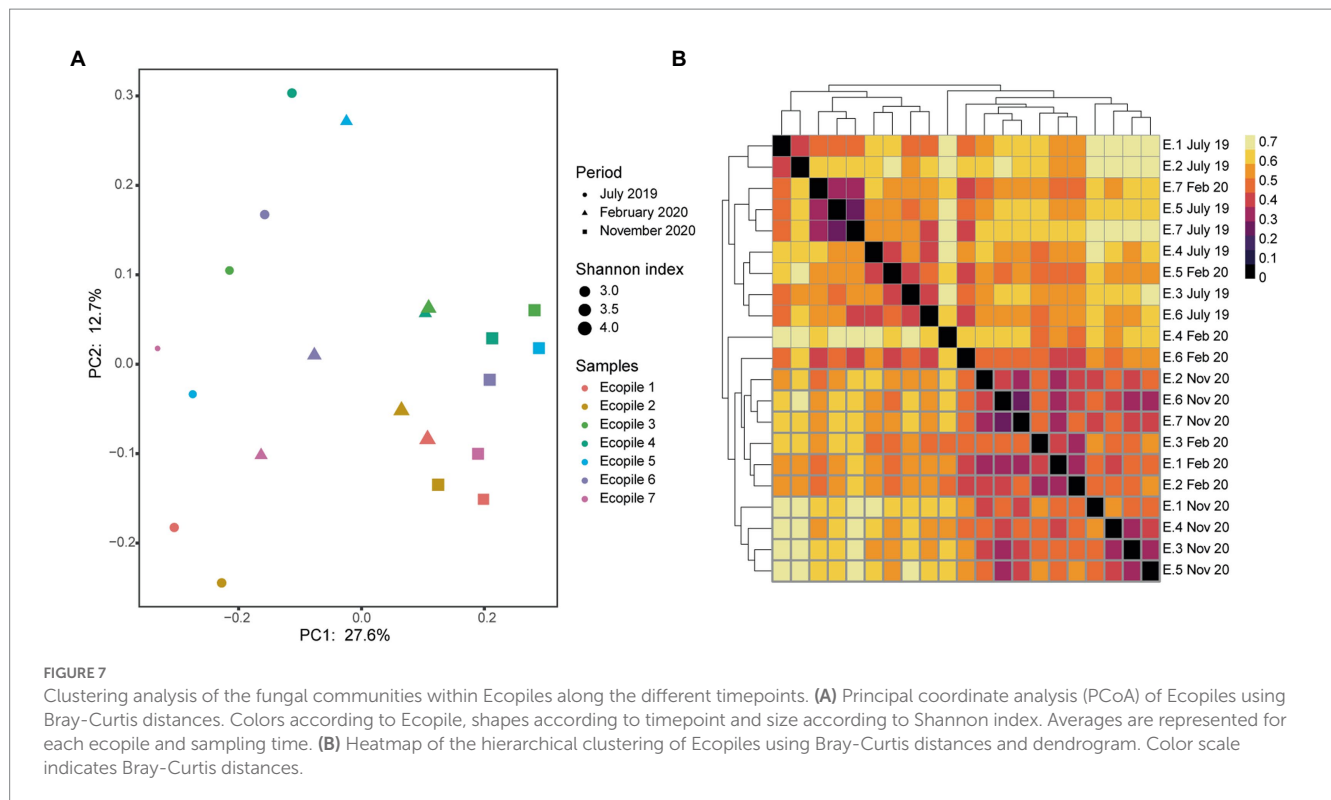 A
0.3
0.2
0.1
0.0
−0.1
−0.2
−0.2
0.0
0.2
PC2: 12.7%
PC1: 27.6%
Period
July 2019
February 2020
November 2020
Shannon index
3.0
3.5
4.0
Samples
Ecopile 1
Ecopile 2
Ecopile 3
Ecopile 4
Ecopile 5
Ecopile 6
Ecopile 7
B
E.1 July 19
E.2 July 19
E.7 Feb 20
E.5 July 19
E.7 July 19
E.4 July 19
E.5 Feb 20
E.3 July 19
E.6 July 19
E.4 Feb 20
E.6 Feb 20
E.2 Nov 20
E.6 Nov 20
E.7 Nov 20
E.3 Feb 20
E.1 Feb 20
E.2 Feb 20
E.1 Nov 20
E.4 Nov 20
E.3 Nov 20
E.5 Nov 20
0.7
0.6
0.5
0.4
0.3
0.2
0.1
0
FIGURE 7
Clustering analysis of the fungal communities within Ecopiles along the different timepoints. (A) Principal coordinate analysis (PCoA) of Ecopiles using
Bray-Curtis distances. Colors according to Ecopile, shapes according to timepoint and size according to Shannon index. Averages are represented for
each ecopile and sampling time. (B) Heatmap of the hierarchical clustering of Ecopiles using Bray-Curtis distances and dendrogram. Color scale
indicates Bray-Curtis distances.